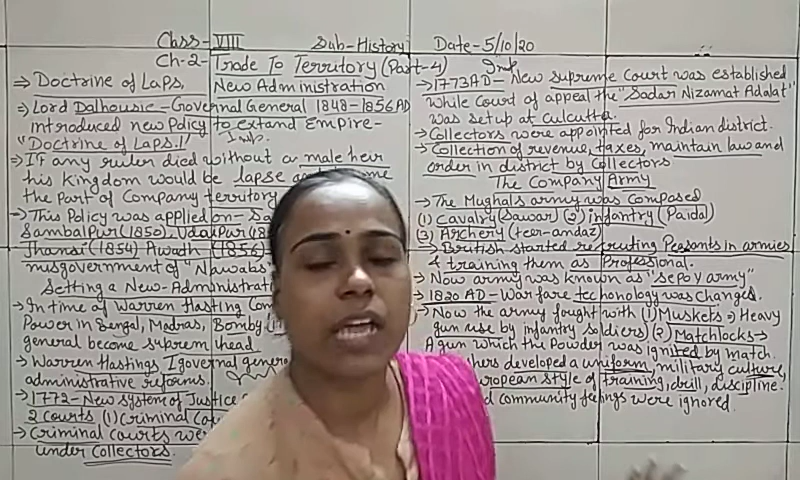 Class-VIII Sub-History Date-5/10/20
Ch-2- Trade To Territory (Part-4)
⇒ Doctrine of Laps, New Administration
→ Lord Dalhousie - Governal General 1848-1856 AD
introduced new Policy to extand Empire-
"Doctrine of Laps." Imp.
→ If any ruler died without a male heir
his kingdom would be lapse
the Part of Company territory
→ This Policy was applied on-
Sambalpur (1850), Udaipur
Jhansi (1854) Awadh (1856)
misgovernment of "Nawabs"
Setting a New-Administrati
→ In time of Warren Hasting
Power in Bengal, Madras, Bomby
general become suprem head
→ Warren Hastings I governal genera
administrative reforms.
→ 1772-New System of Justice
2 courts (1) Criminal
→ Criminal courts
under Collectors.
Imp
→ 1773 AD- New Supreme Court was established
while Court of appeal the "Sadar Nizamat Adalat"
was setup at Culcutta.
→ Collectors were appointed for Indian district.
→ Collection of revenue, taxes, maintain law and
order in district by Collectors
The Company Army
→ The Mughals army was Composed
(1) Cavalry (Sawar) (2) infantry (Paidal)
(3) Archery (teer-andaz)
→ British started recruting Peasants in armies
& training them as Professional.
→ Now army was known as "Sepoy army"
→ 1820 AD - Warfare techonology was changes.
→ Now the army fought with (1) Muskets ⇒ Heavy
gun use by infantry soldiers) (2) Matchlocks →
A gun which the Powder was ignited by match.
developed a uniform, military culture,
uropean style of training, drill, discipline.
community feelings were ignored.